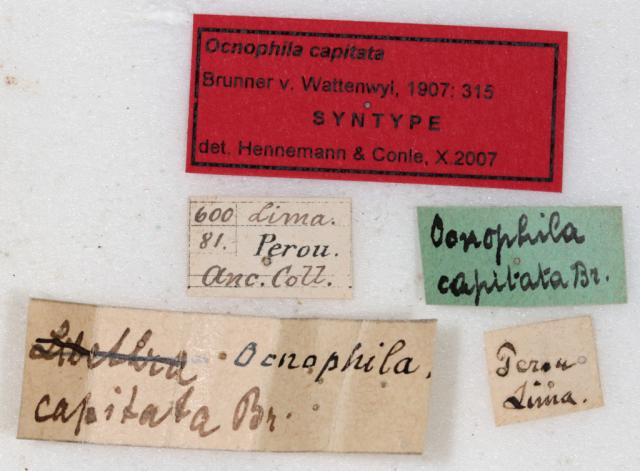 Ocnophila capitata
Brunner v. Wattenwyl, 1907: 315
SYNTYPE
det. Hennemann & Conle, X.2007
600 Lima.
81. Perou.
Anc. Coll.
Ocnophila
capitata Br.
Ocnophila.
capitata Br.
Perou
Lima.